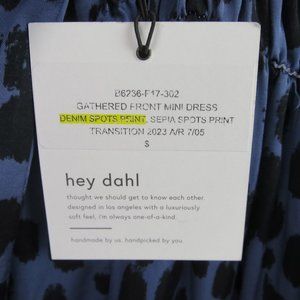 B6236-F17-302
GATHERED FRONT MINI DRESS
DENIM SPOTS PRINT, SEPIA SPOTS PRINT
TRANSITION 2023 A/R 7/05
S
hey dahl
thought we should get to know each other.
designed in los angeles with a luxuriously
soft feel, i'm always one-of-a-kind.
handmade by us. handpicked by you.